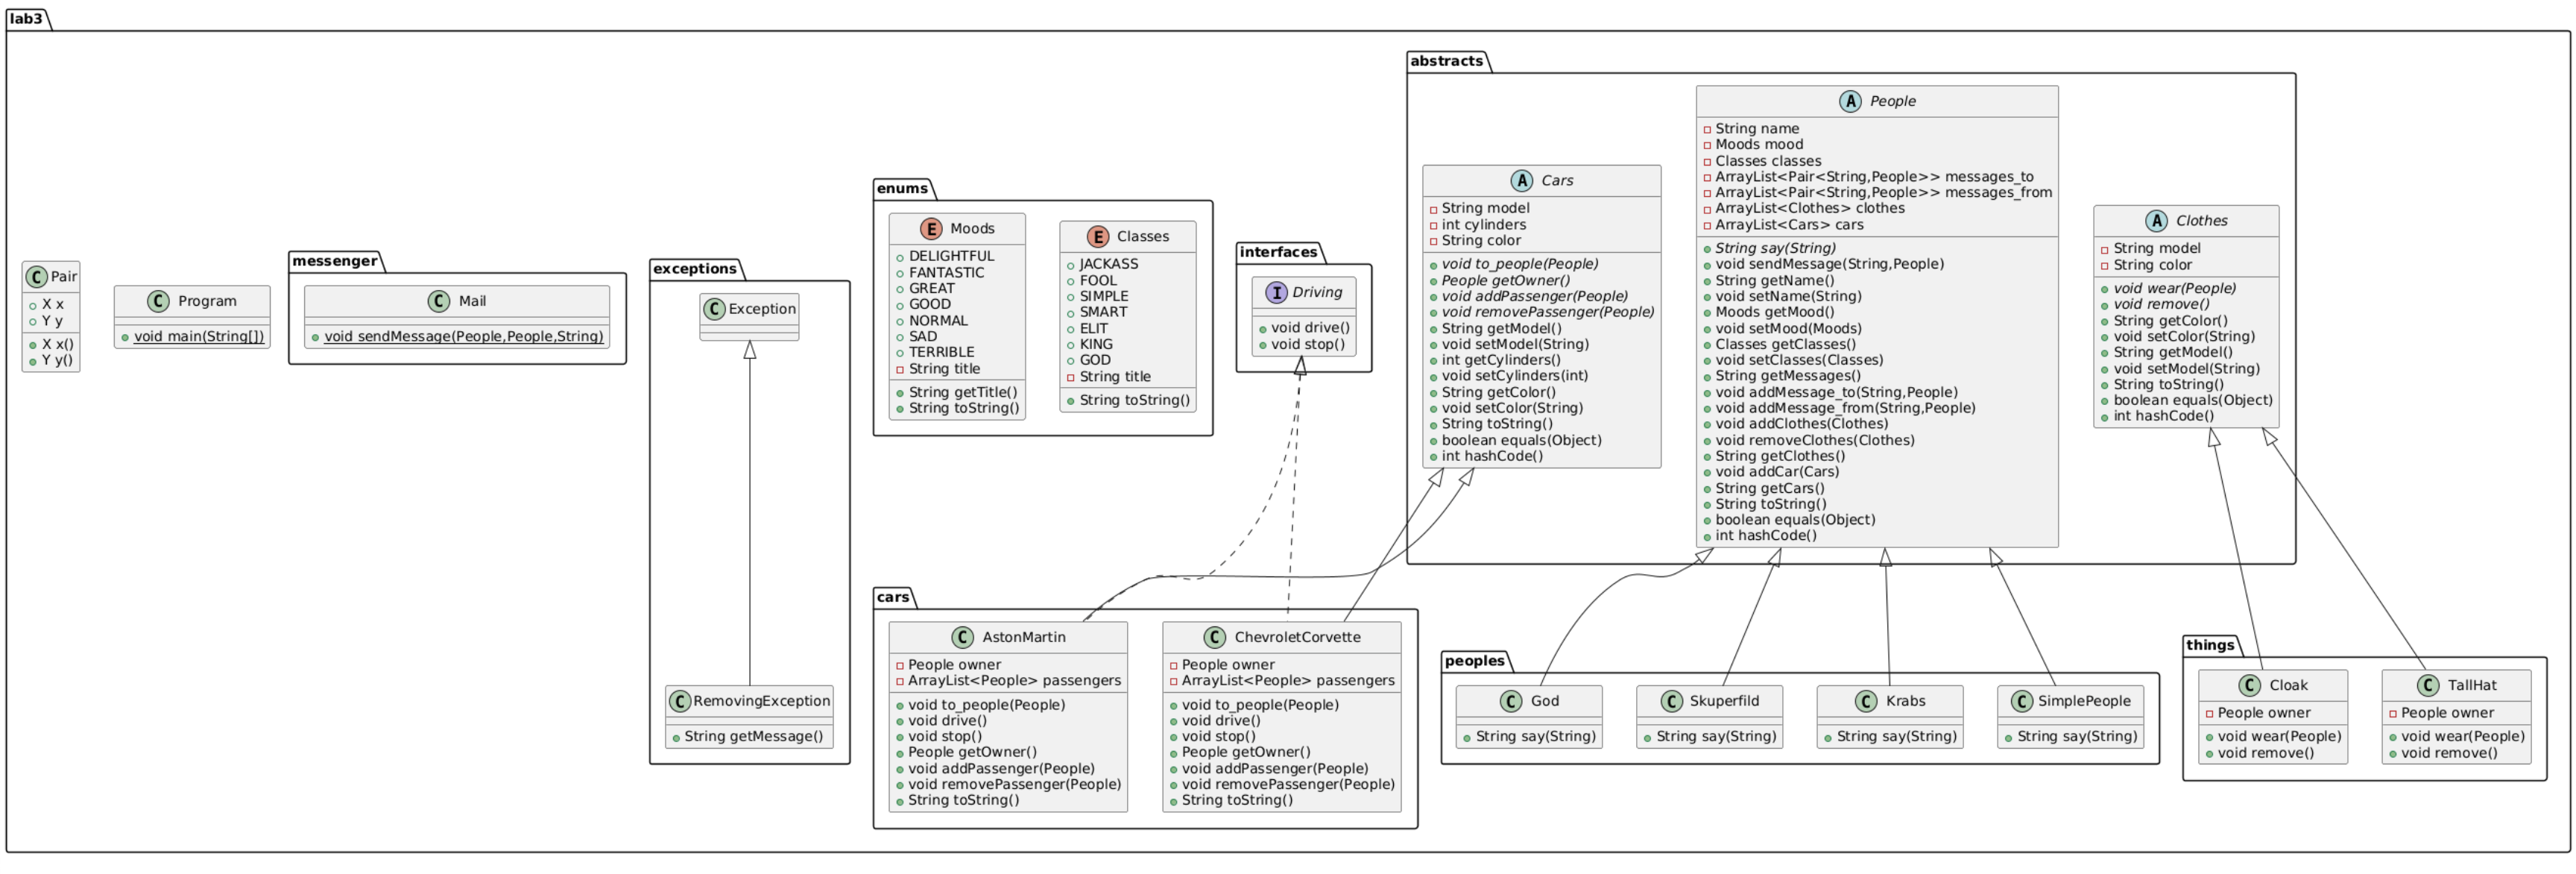 lab3
C Pair
X x
Y y
X x()
Y y()
C Program
void main(String[])
messenger
C Mail
void sendMessage(People,People,String)
exceptions
C Exception
C RemovingException
String getMessage()
enums
E Moods
DELIGHTFUL
FANTASTIC
GREAT
GOOD
NORMAL
SAD
TERRIBLE
String title
String getTitle()
String toString()
E Classes
JACKASS
FOOL
SIMPLE
SMART
ELIT
KING
GOD
String title
String toString()
interfaces
I Driving
void drive()
void stop()
abstracts
A Cars
String model
int cylinders
String color
void to_people(People)
People getOwner()
void addPassenger(People)
void removePassenger(People)
String getModel()
void setModel(String)
int getCylinders()
void setCylinders(int)
String getColor()
void setColor(String)
String toString()
boolean equals(Object)
int hashCode()
A People
String name
Moods mood
Classes classes
ArrayList<Pair<String,People>> messages_to
ArrayList<Pair<String,People>> messages_from
ArrayList<Clothes> clothes
ArrayList<Cars> cars
String say(String)
void sendMessage(String,People)
String getName()
void setName(String)
Moods getMood()
void setMood(Moods)
Classes getClasses()
void setClasses(Classes)
String getMessages()
void addMessage_to(String,People)
void addMessage_from(String,People)
void addClothes(Clothes)
void removeClothes(Clothes)
String getClothes()
void addCar(Cars)
String getCars()
String toString()
boolean equals(Object)
int hashCode()
A Clothes
String model
String color
void wear(People)
void remove()
String getColor()
void setColor(String)
String getModel()
void setModel(String)
String toString()
boolean equals(Object)
int hashCode()
cars
C AstonMartin
People owner
ArrayList<People> passengers
void to_people(People)
void drive()
void stop()
People getOwner()
void addPassenger(People)
void removePassenger(People)
String toString()
C ChevroletCorvette
People owner
ArrayList<People> passengers
void to_people(People)
void drive()
void stop()
People getOwner()
void addPassenger(People)
void removePassenger(People)
String toString()
peoples
C God
String say(String)
C Skuperfild
String say(String)
C Krabs
String say(String)
C SimplePeople
String say(String)
things
C Cloak
People owner
void wear(People)
void remove()
C TallHat
People owner
void wear(People)
void remove()